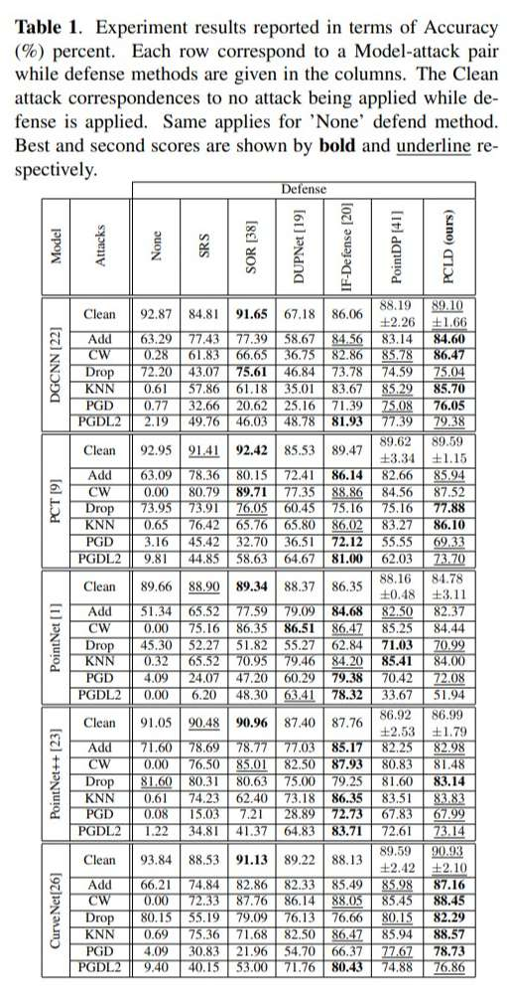 Table 1. Experiment results reported in terms of Accuracy
(%) percent. Each row correspond to a Model-attack pair
while defense methods are given in the columns. The Clean
attack correspondences to no attack being applied while de-
fense is applied. Same applies for ’None’ defend method.
Best and second scores are shown by bold and underline re-
spectively.
Defense
Model Attacks None SRS SOR [38] DUPNet [19] IF-Defense [20] PointDP [41] PCLD (ours)
DGCNN [22]
Clean 92.87 84.81 91.65 67.18 86.06 88.19 ±2.26 89.10 ±1.66
Add 63.29 77.43 77.39 58.67 84.56 83.14 84.60
CW 0.28 61.83 66.65 36.75 82.86 85.78 86.47
Drop 72.20 43.07 75.61 46.84 73.78 74.59 75.04
KNN 0.61 57.86 61.18 35.01 83.67 85.29 85.70
PGD 0.77 32.66 20.62 25.16 71.39 75.08 76.05
PGDL2 2.19 49.76 46.03 48.78 81.93 77.39 79.38
PCT [9]
Clean 92.95 91.41 92.42 85.53 89.47 89.62 ±3.34 89.59 ±1.15
Add 63.09 78.36 80.15 72.41 86.14 82.66 85.94
CW 0.00 80.79 89.71 77.35 88.86 84.56 87.52
Drop 73.95 73.91 76.05 60.45 75.16 75.16 77.88
KNN 0.65 76.42 65.76 65.80 86.02 83.27 86.10
PGD 3.16 45.42 32.70 36.51 72.12 55.55 69.33
PGDL2 9.81 44.85 58.63 64.67 81.00 62.03 73.70
PointNet [1]
Clean 89.66 88.90 89.34 88.37 86.35 88.16 ±0.48 84.78 ±3.11
Add 51.34 65.52 77.59 79.09 84.68 82.50 82.37
CW 0.00 75.16 86.35 86.51 86.47 85.25 84.44
Drop 45.30 52.27 51.82 55.27 62.84 71.03 70.99
KNN 0.32 65.52 70.95 79.46 84.20 85.41 84.00
PGD 4.09 24.07 47.20 60.29 79.38 70.42 72.08
PGDL2 0.00 6.20 48.30 63.41 78.32 33.67 51.94
PointNet++ [23]
Clean 91.05 90.48 90.96 87.40 87.76 86.92 ±2.53 86.99 ±1.79
Add 71.60 78.69 78.77 77.03 85.17 82.25 82.98
CW 0.00 76.50 85.01 82.50 87.93 80.83 81.48
Drop 81.60 80.31 80.63 75.00 79.25 81.60 83.14
KNN 0.61 74.23 62.40 73.18 86.35 83.51 83.83
PGD 0.08 15.03 7.21 28.89 72.73 67.83 67.99
PGDL2 1.22 34.81 41.37 64.83 83.71 72.61 73.14
CurveNet[26]
Clean 93.84 88.53 91.13 89.22 88.13 89.59 ±2.42 90.93 ±2.10
Add 66.21 74.84 82.86 82.33 85.49 85.98 87.16
CW 0.00 72.33 87.76 86.14 88.05 85.45 88.45
Drop 80.15 55.19 79.09 76.13 76.66 80.15 82.29
KNN 0.69 75.36 71.68 82.50 86.47 85.94 88.57
PGD 4.09 30.83 21.96 54.70 66.37 77.67 78.73
PGDL2 9.40 40.15 53.00 71.76 80.43 74.88 76.86